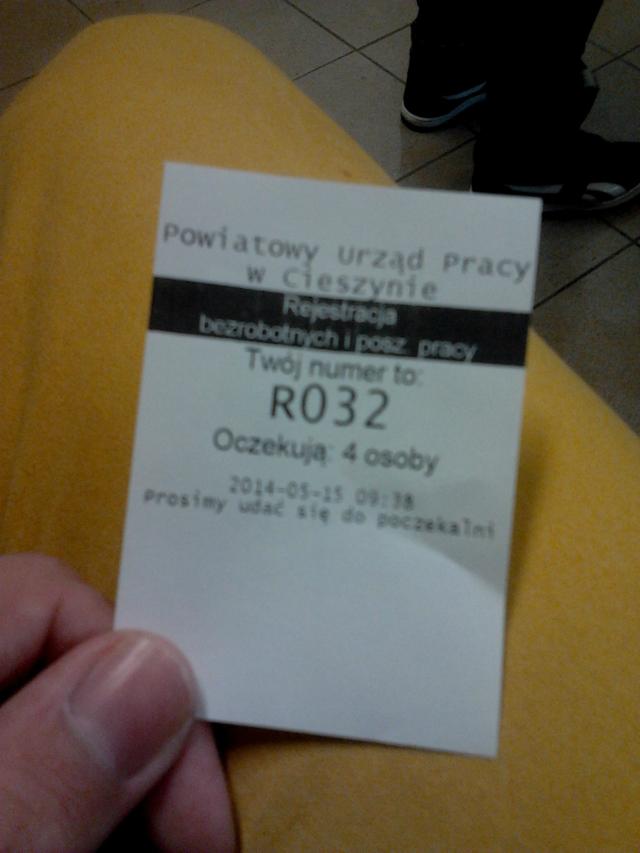 Powiatowy Urząd Pracy
w Cieszynie
Rejestracja
bezrobotnych i posz. pracy
Twój numer to:
R032
Oczekują: 4 osoby
2014-05-15 09:38
Prosimy udać się do poczekalni